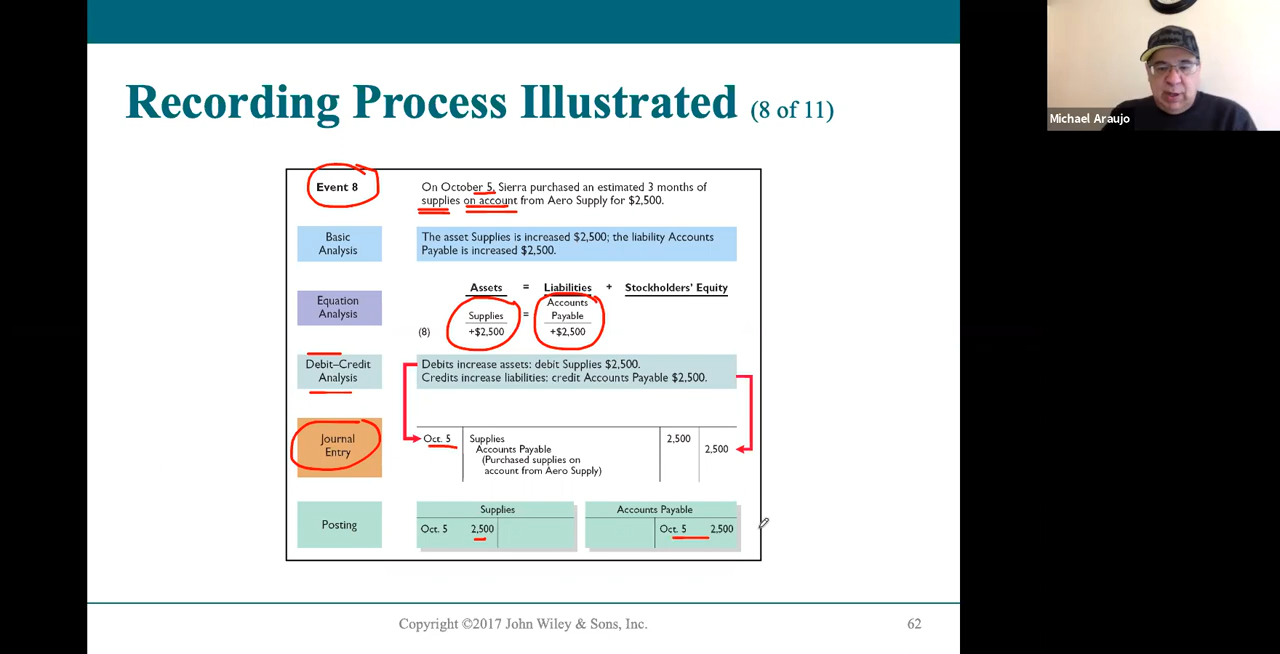 Recording Process Illustrated (8 of 11)
Michael Araujo
Event 8
On October 5, Sierra purchased an estimated 3 months of
supplies on account from Aero Supply for $2,500.
Basic
Analysis
The asset Supplies is increased $2,500; the liability Accounts
Payable is increased $2,500.
Equation
Analysis
Assets = Liabilities + Stockholders' Equity
Accounts
Supplies = Payable
(8) +$2,500 +$2,500
Debit–Credit
Analysis
Debits increase assets: debit Supplies $2,500.
Credits increase liabilities: credit Accounts Payable $2,500.
Journal
Entry
Oct. 5 Supplies 2,500
Accounts Payable 2,500
(Purchased supplies on
account from Aero Supply)
Posting
Supplies
Oct. 5 2,500
Accounts Payable
Oct. 5 2,500
Copyright ©2017 John Wiley & Sons, Inc.
62